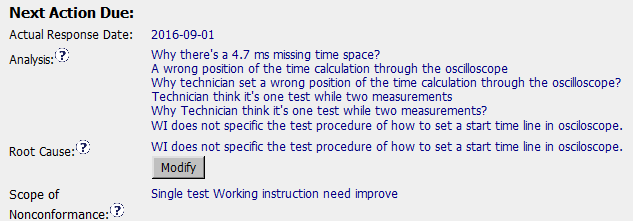 Next Action Due:
Actual Response Date: 2016-09-01
Analysis:? Why there's a 4.7 ms missing time space?
A wrong position of the time calculation through the oscilloscope
Why technician set a wrong position of the time calculation through the oscilloscope?
Technician think it's one test while two measurements
Why Technician think it's one test while two measurements?
WI does not specific the test procedure of how to set a start time line in osciloscope.
Root Cause:? WI does not specific the test procedure of how to set a start time line in osciloscope.
Modify
Scope of Single test Working instruction need improve
Nonconformance:?